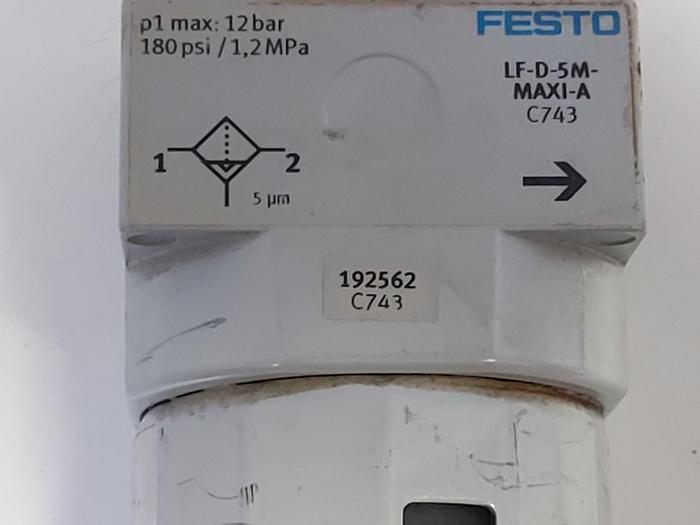 p1 max: 12 bar
180 psi / 1,2 MPa
FESTO
LF-D-5M-
MAXI-A
C743
1
2
5 µm
192562
C743